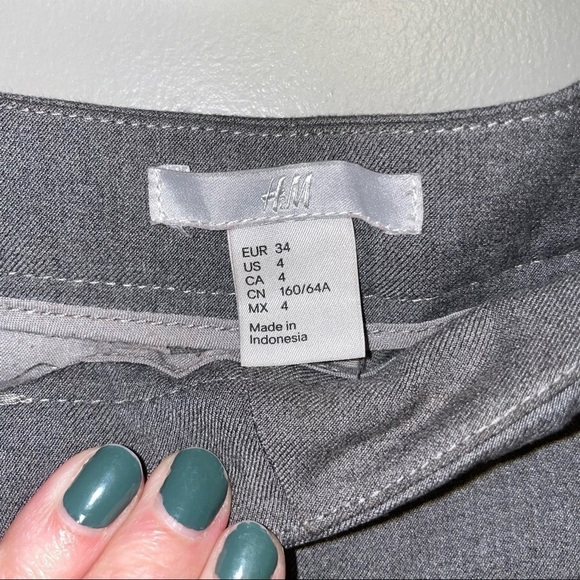 H&M
EUR 34
US 4
CA 4
CN 160/64A
MX 4
Made in
Indonesia